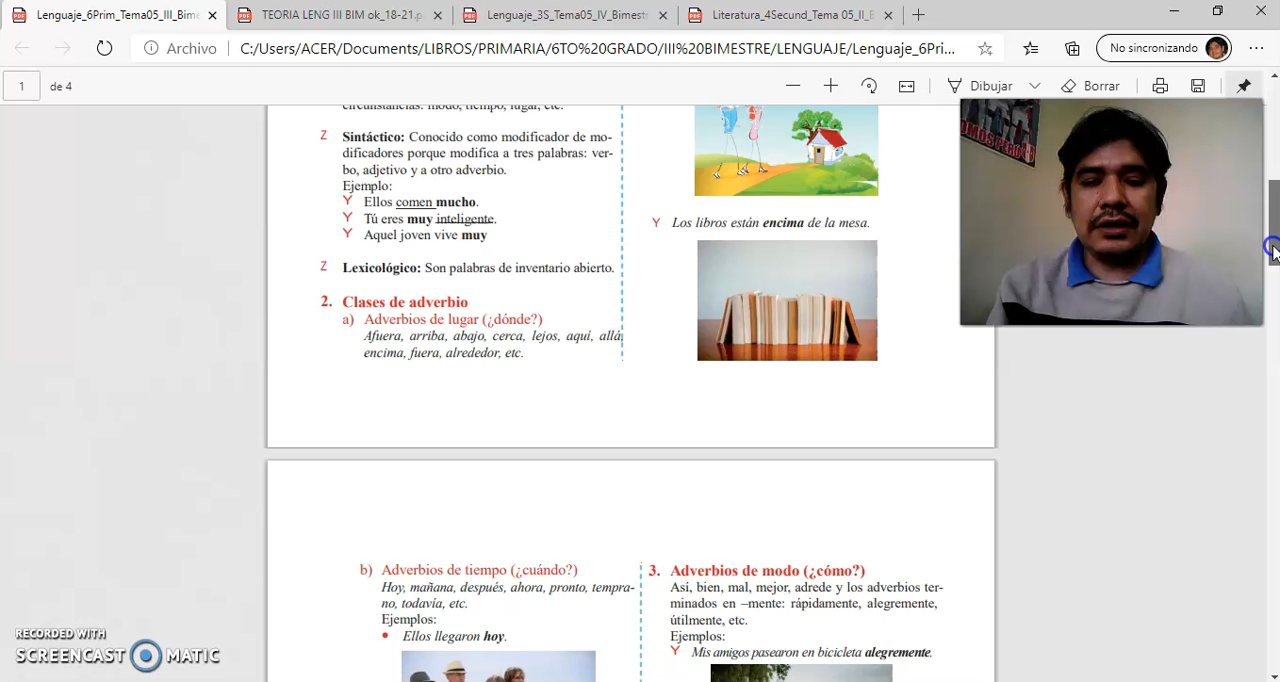 Lenguaje_6Prim_Tema05_III_Bime
TEORIA LENG III BIM ok_18-21.p
Lenguaje_3S_Tema05_IV_Bimest
Literatura_4Secund_Tema 05_II_B
Archivo
C:/Users/ACER/Documents/LIBROS/PRIMARIA/6TO%20GRADO/III%20BIMESTRE/LENGUAJE/Lenguaje_6Pri...
No sincronizando
1 de 4
Dibujar
Borrar
circunstancias: modo, tiempo, lugar, etc.
Z Sintáctico: Conocido como modificador de mo-
dificadores porque modifica a tres palabras: ver-
bo, adjetivo y a otro adverbio.
Ejemplo:
Y Ellos comen mucho.
Y Tú eres muy inteligente.
Y Aquel joven vive muy
Z Lexicológico: Son palabras de inventario abierto.
2. Clases de adverbio
a) Adverbios de lugar (¿dónde?)
Afuera, arriba, abajo, cerca, lejos, aquí, allá,
encima, fuera, alrededor, etc.
Y Los libros están encima de la mesa.
b) Adverbios de tiempo (¿cuándo?)
Hoy, mañana, después, ahora, pronto, tempra-
no, todavía, etc.
Ejemplos:
• Ellos llegaron hoy.
3. Adverbios de modo (¿cómo?)
Así, bien, mal, mejor, adrede y los adverbios ter-
minados en –mente: rápidamente, alegremente,
útilmente, etc.
Ejemplos:
Y Mis amigos pasearon en bicicleta alegremente.
RECORDED WITH
SCREENCAST MATIC